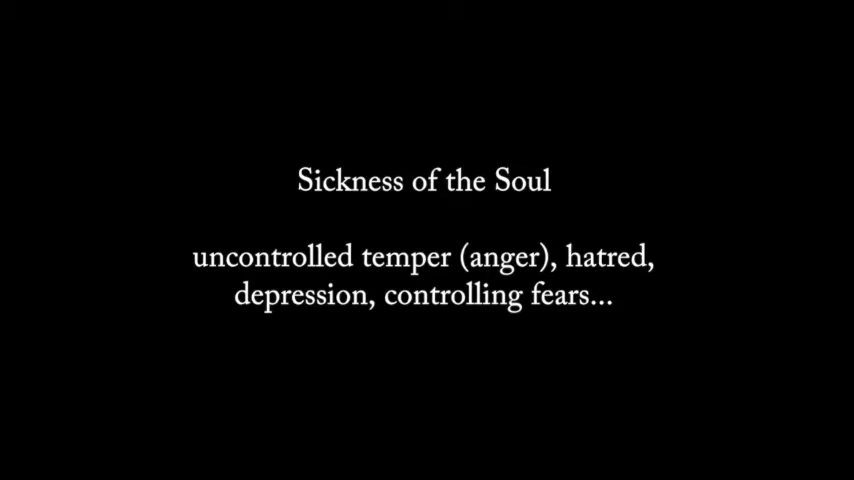 Sickness of the Soul
uncontrolled temper (anger), hatred,
depression, controlling fears...